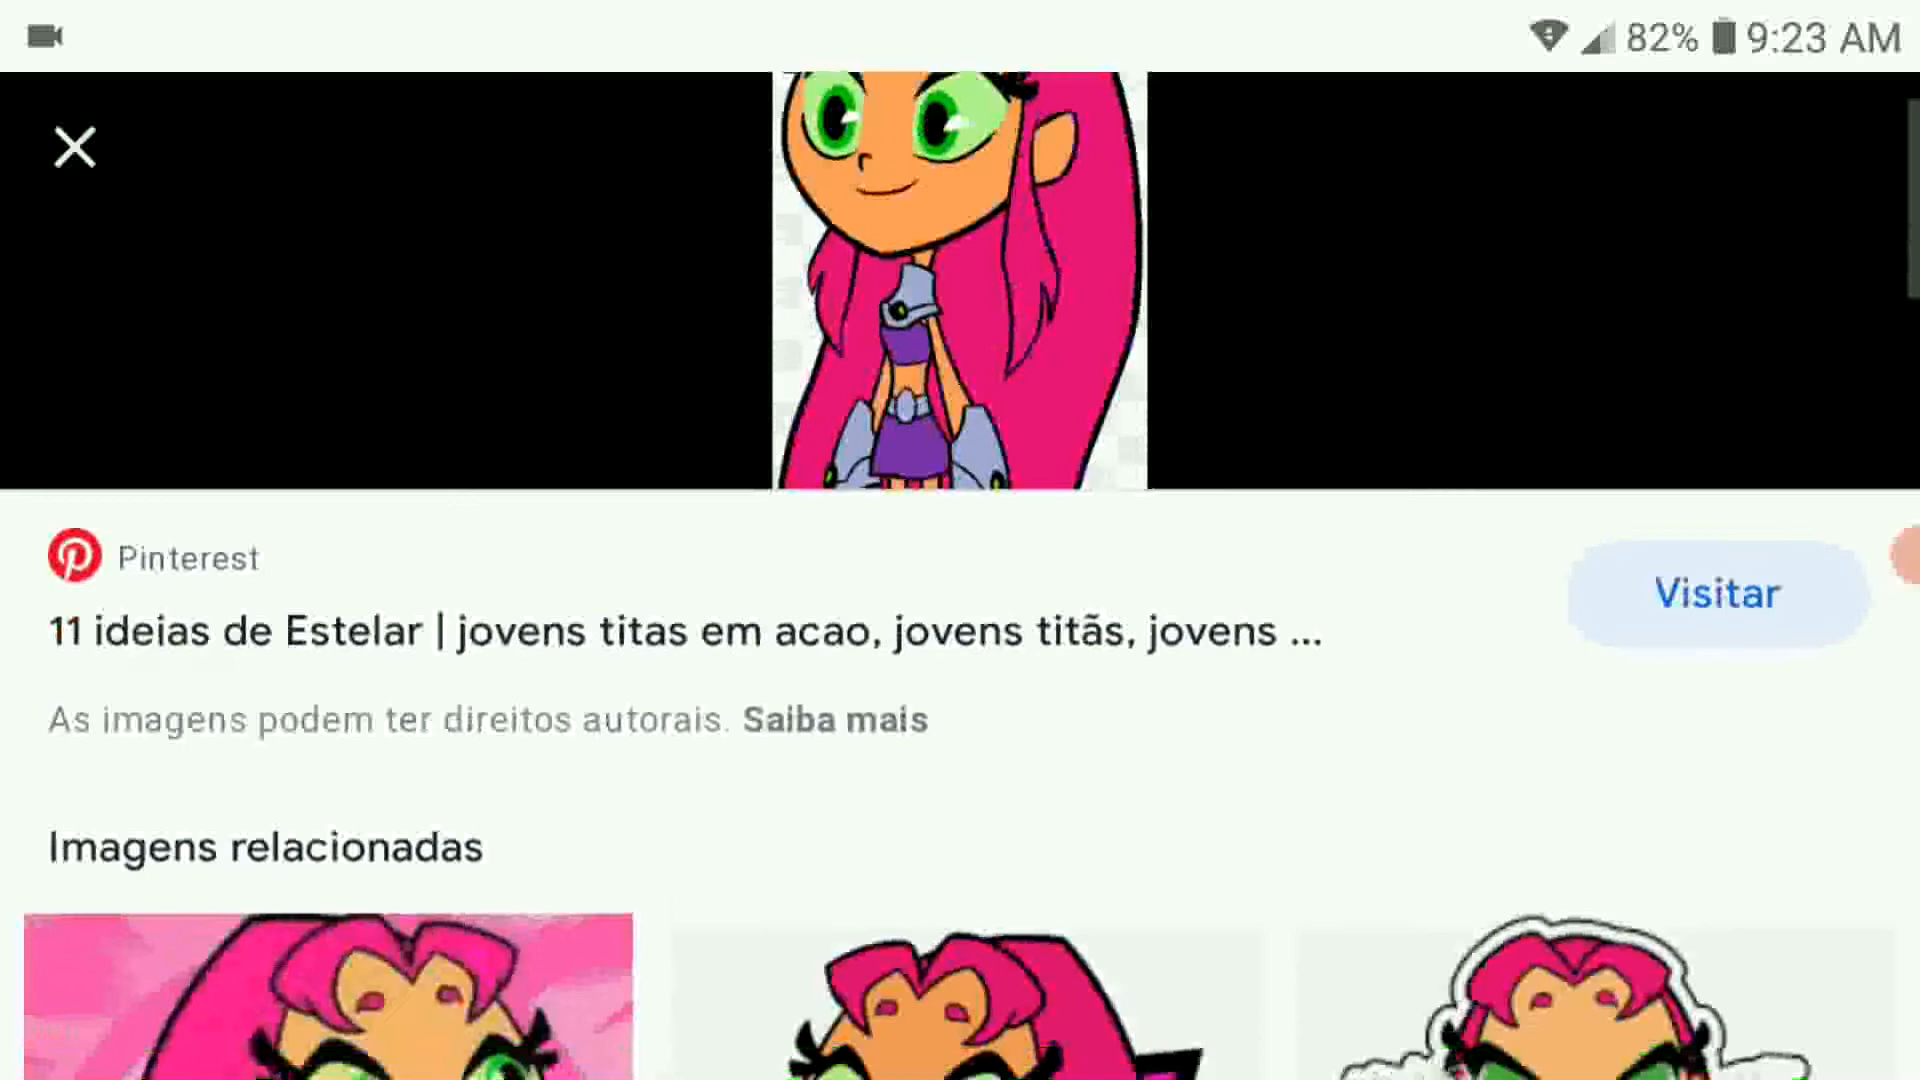 82% 9:23 AM
Pinterest
11 ideias de Estelar | jovens titas em acao, jovens titãs, jovens ...
Visitar
As imagens podem ter direitos autorais. Saiba mais
Imagens relacionadas